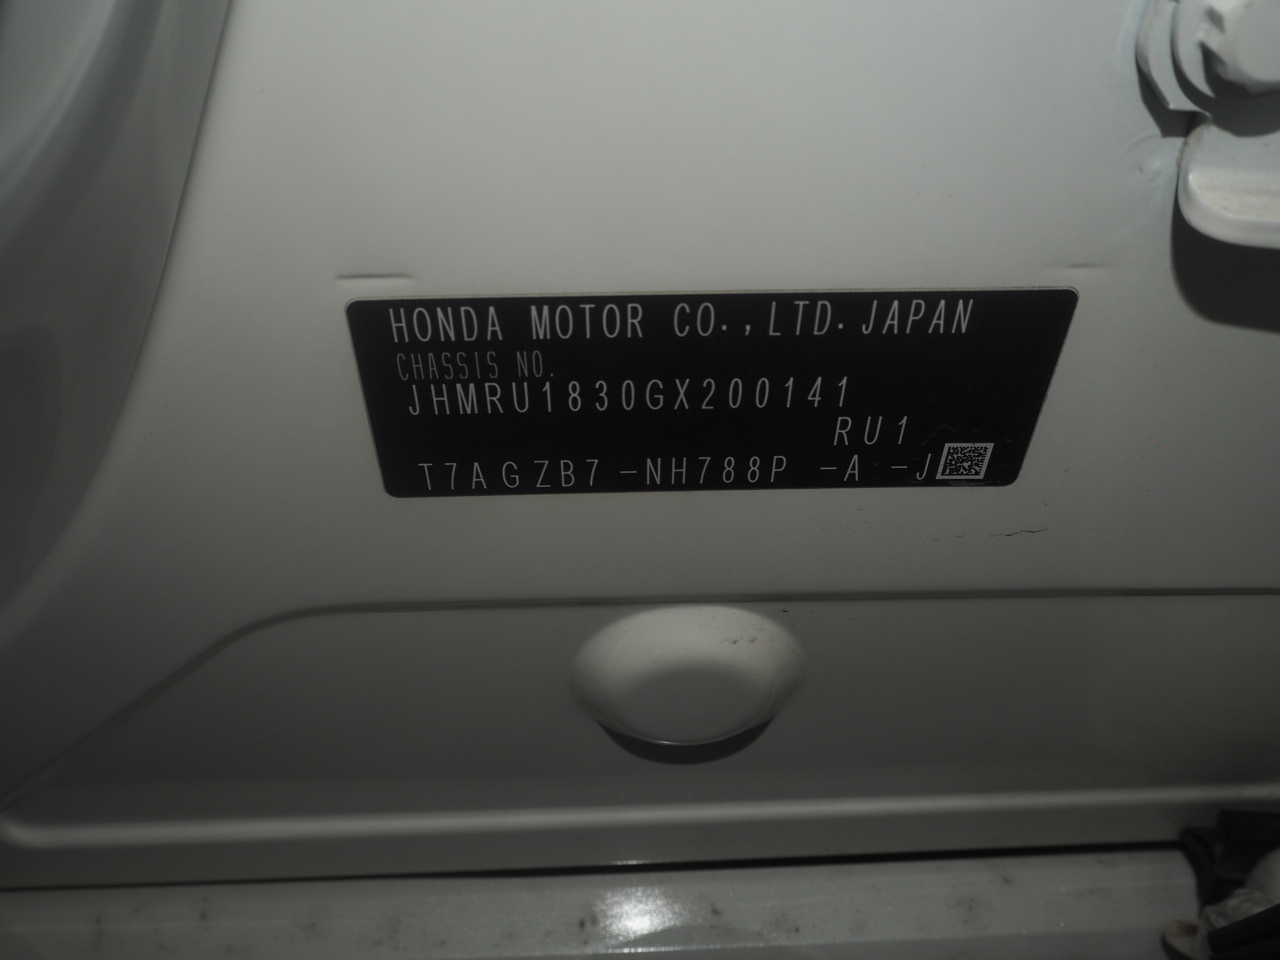 HONDA MOTOR CO.,LTD.JAPAN
CHASSIS NO.
JHMRU1830GX200141
RU1
T7AGZB7-NH788P -A -J